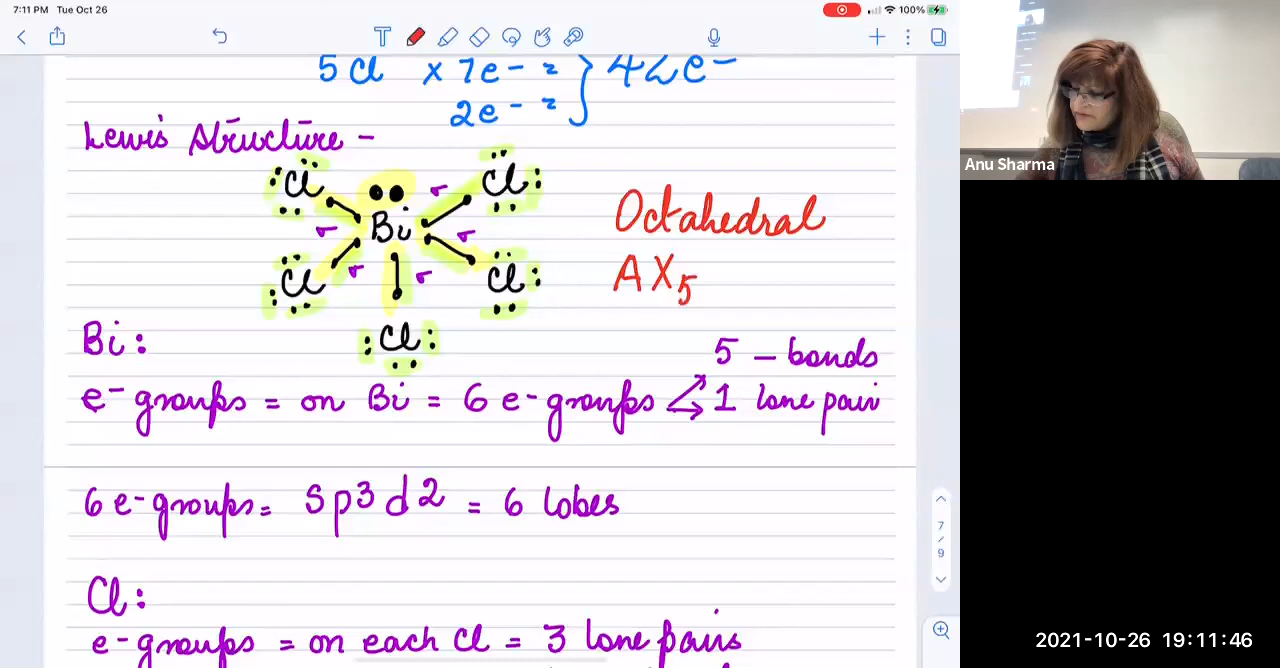 7:11 PM Tue Oct 26
100%
5 Cl x 7e- = } 42e-
2e- =
Lewis Structure -
:Cl Bi Cl:
σ σ
σ σ σ
:Cl Cl:
:Cl:
Octahedral
AX5
Bi:
5 - bonds
e- groups = on Bi = 6 e- groups 1 lone pair
6 e- groups = Sp3d2 = 6 lobes
Cl:
e- groups = on each Cl = 3 lone pairs
7
/
9
Anu Sharma
2021-10-26 19:11:46